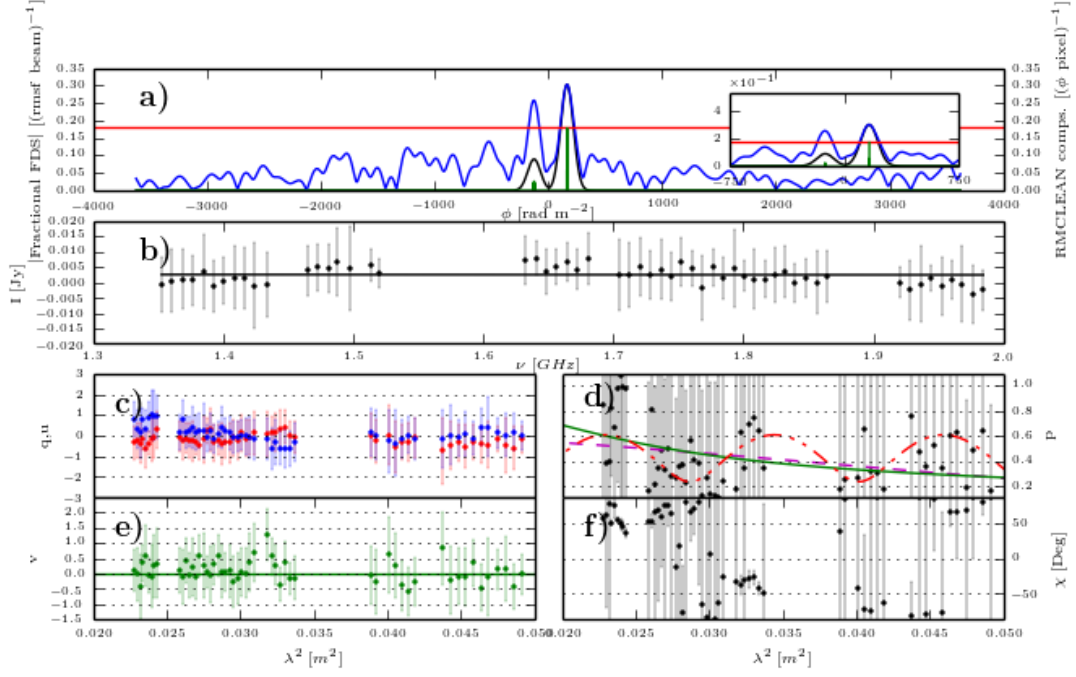 |Fractional FDS| [(rmsf beam)⁻¹]
RMCLEAN comps. [(ϕ pixel)⁻¹]
a)
0.35
0.30
0.25
0.20
0.15
0.10
0.05
0.00
0.35
0.30
0.25
0.20
0.15
0.10
0.05
0.00
×10⁻¹
4
2
0
−750
0
750
−4000 −3000 −2000 −1000 0 1000 2000 3000 4000
ϕ [rad m⁻²]
b)
I [Jy]
0.020
0.015
0.010
0.005
0.000
−0.005
−0.010
−0.015
−0.020
1.3 1.4 1.5 1.6 1.7 1.8 1.9 2.0
ν [GHz]
c)
q,u
3
2
1
0
−1
−2
−3
d)
P
1.0
0.8
0.6
0.4
0.2
e)
v
2.0
1.5
1.0
0.5
0.0
−0.5
−1.0
−1.5
f)
χ [Deg]
50
0
−50
0.020 0.025 0.030 0.035 0.040 0.045 0.050
0.020 0.025 0.030 0.035 0.040 0.045 0.050
λ² [m²]
λ² [m²]